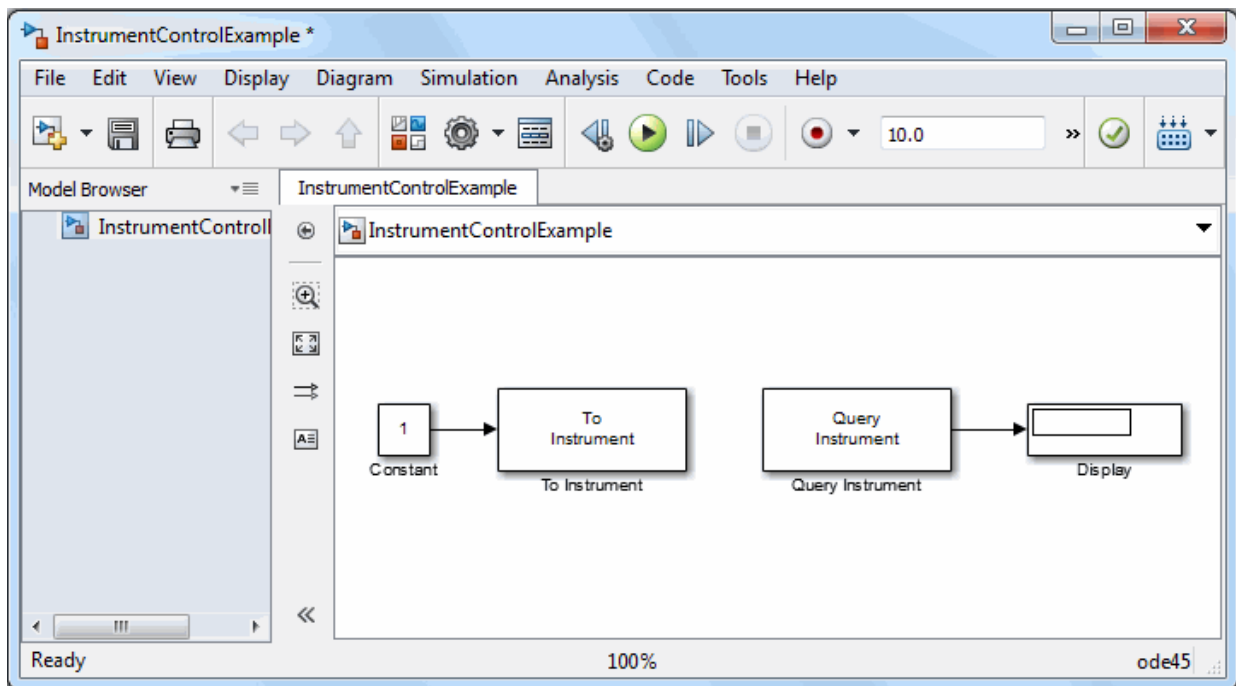 InstrumentControlExample *
File Edit View Display Diagram Simulation Analysis Code Tools Help
10.0 »
Model Browser
InstrumentControlExample
InstrumentControll
InstrumentControlExample
1
Constant
To
Instrument
To Instrument
Query
Instrument
Query Instrument
Display
Ready 100% ode45